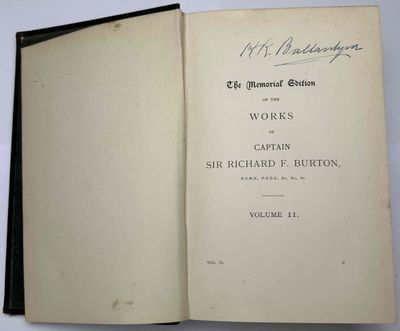 K.R. Ballantyne
The Memorial Edition
OF THE
WORKS
OF
CAPTAIN
SIR RICHARD F. BURTON,
K.C.M.G., F.R.G.S., &c., &c., &c.
VOLUME II.
VOL. II.